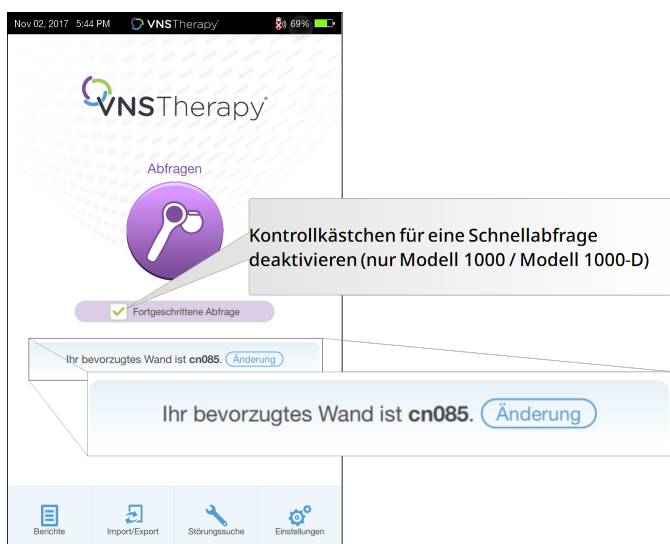 Nov 02, 2017 5:44 PM VNSTherapy 69%
VNSTherapy
Abfragen
Kontrollkästchen für eine Schnellabfrage
deaktivieren (nur Modell 1000 / Modell 1000-D)
Fortgeschrittene Abfrage
Ihr bevorzugtes Wand ist cn085. Änderung
Ihr bevorzugtes Wand ist cn085. Änderung
Berichte Import/Export Störungssuche Einstellungen